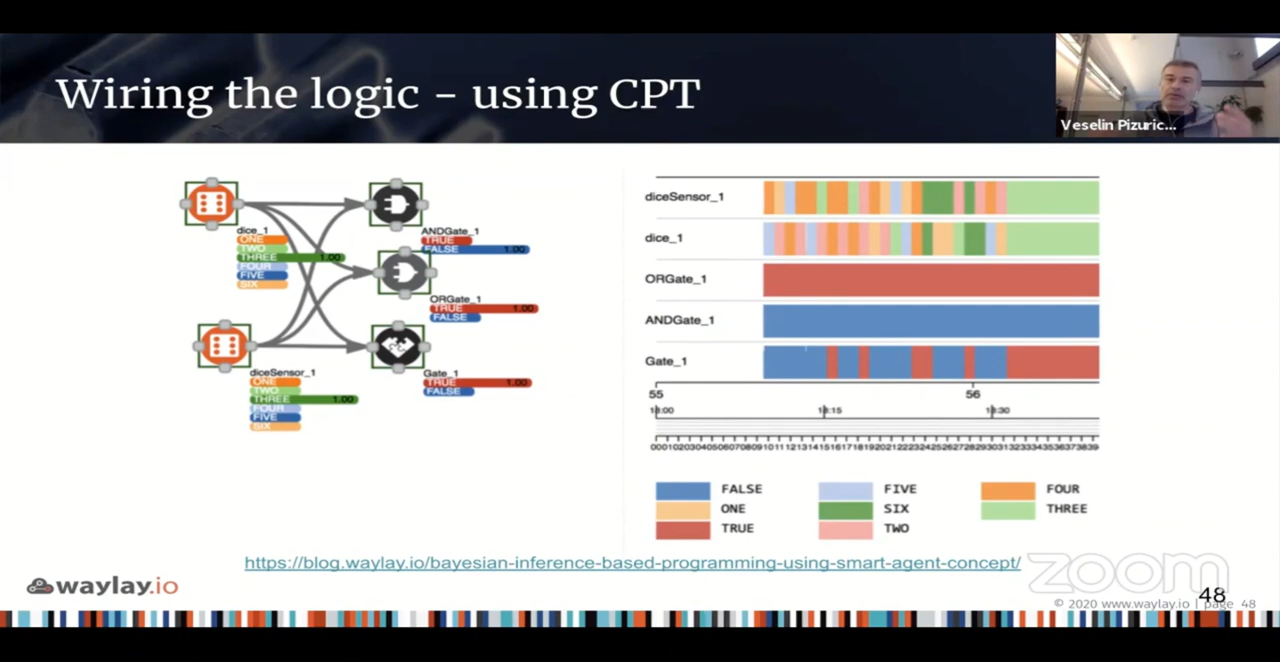 Wiring the logic – using CPT
Veselin Pizuric...
dice_1
ONE
TWO
THREE 1.00
FOUR
FIVE
SIX
diceSensor_1
ONE
TWO
THREE 1.00
FOUR
FIVE
SIX
ANDGate_1
TRUE
FALSE 1.00
ORGate_1
TRUE 1.00
FALSE
Gate_1
TRUE 1.00
FALSE
diceSensor_1
dice_1
ORGate_1
ANDGate_1
Gate_1
55 56
18:15 18:30
FALSE FIVE FOUR
ONE SIX THREE
TRUE TWO
https://blog.waylay.io/bayesian-inference-based-programming-using-smart-agent-concept/
waylay.io
zoom
48
© 2020 www.waylay.io | page 48